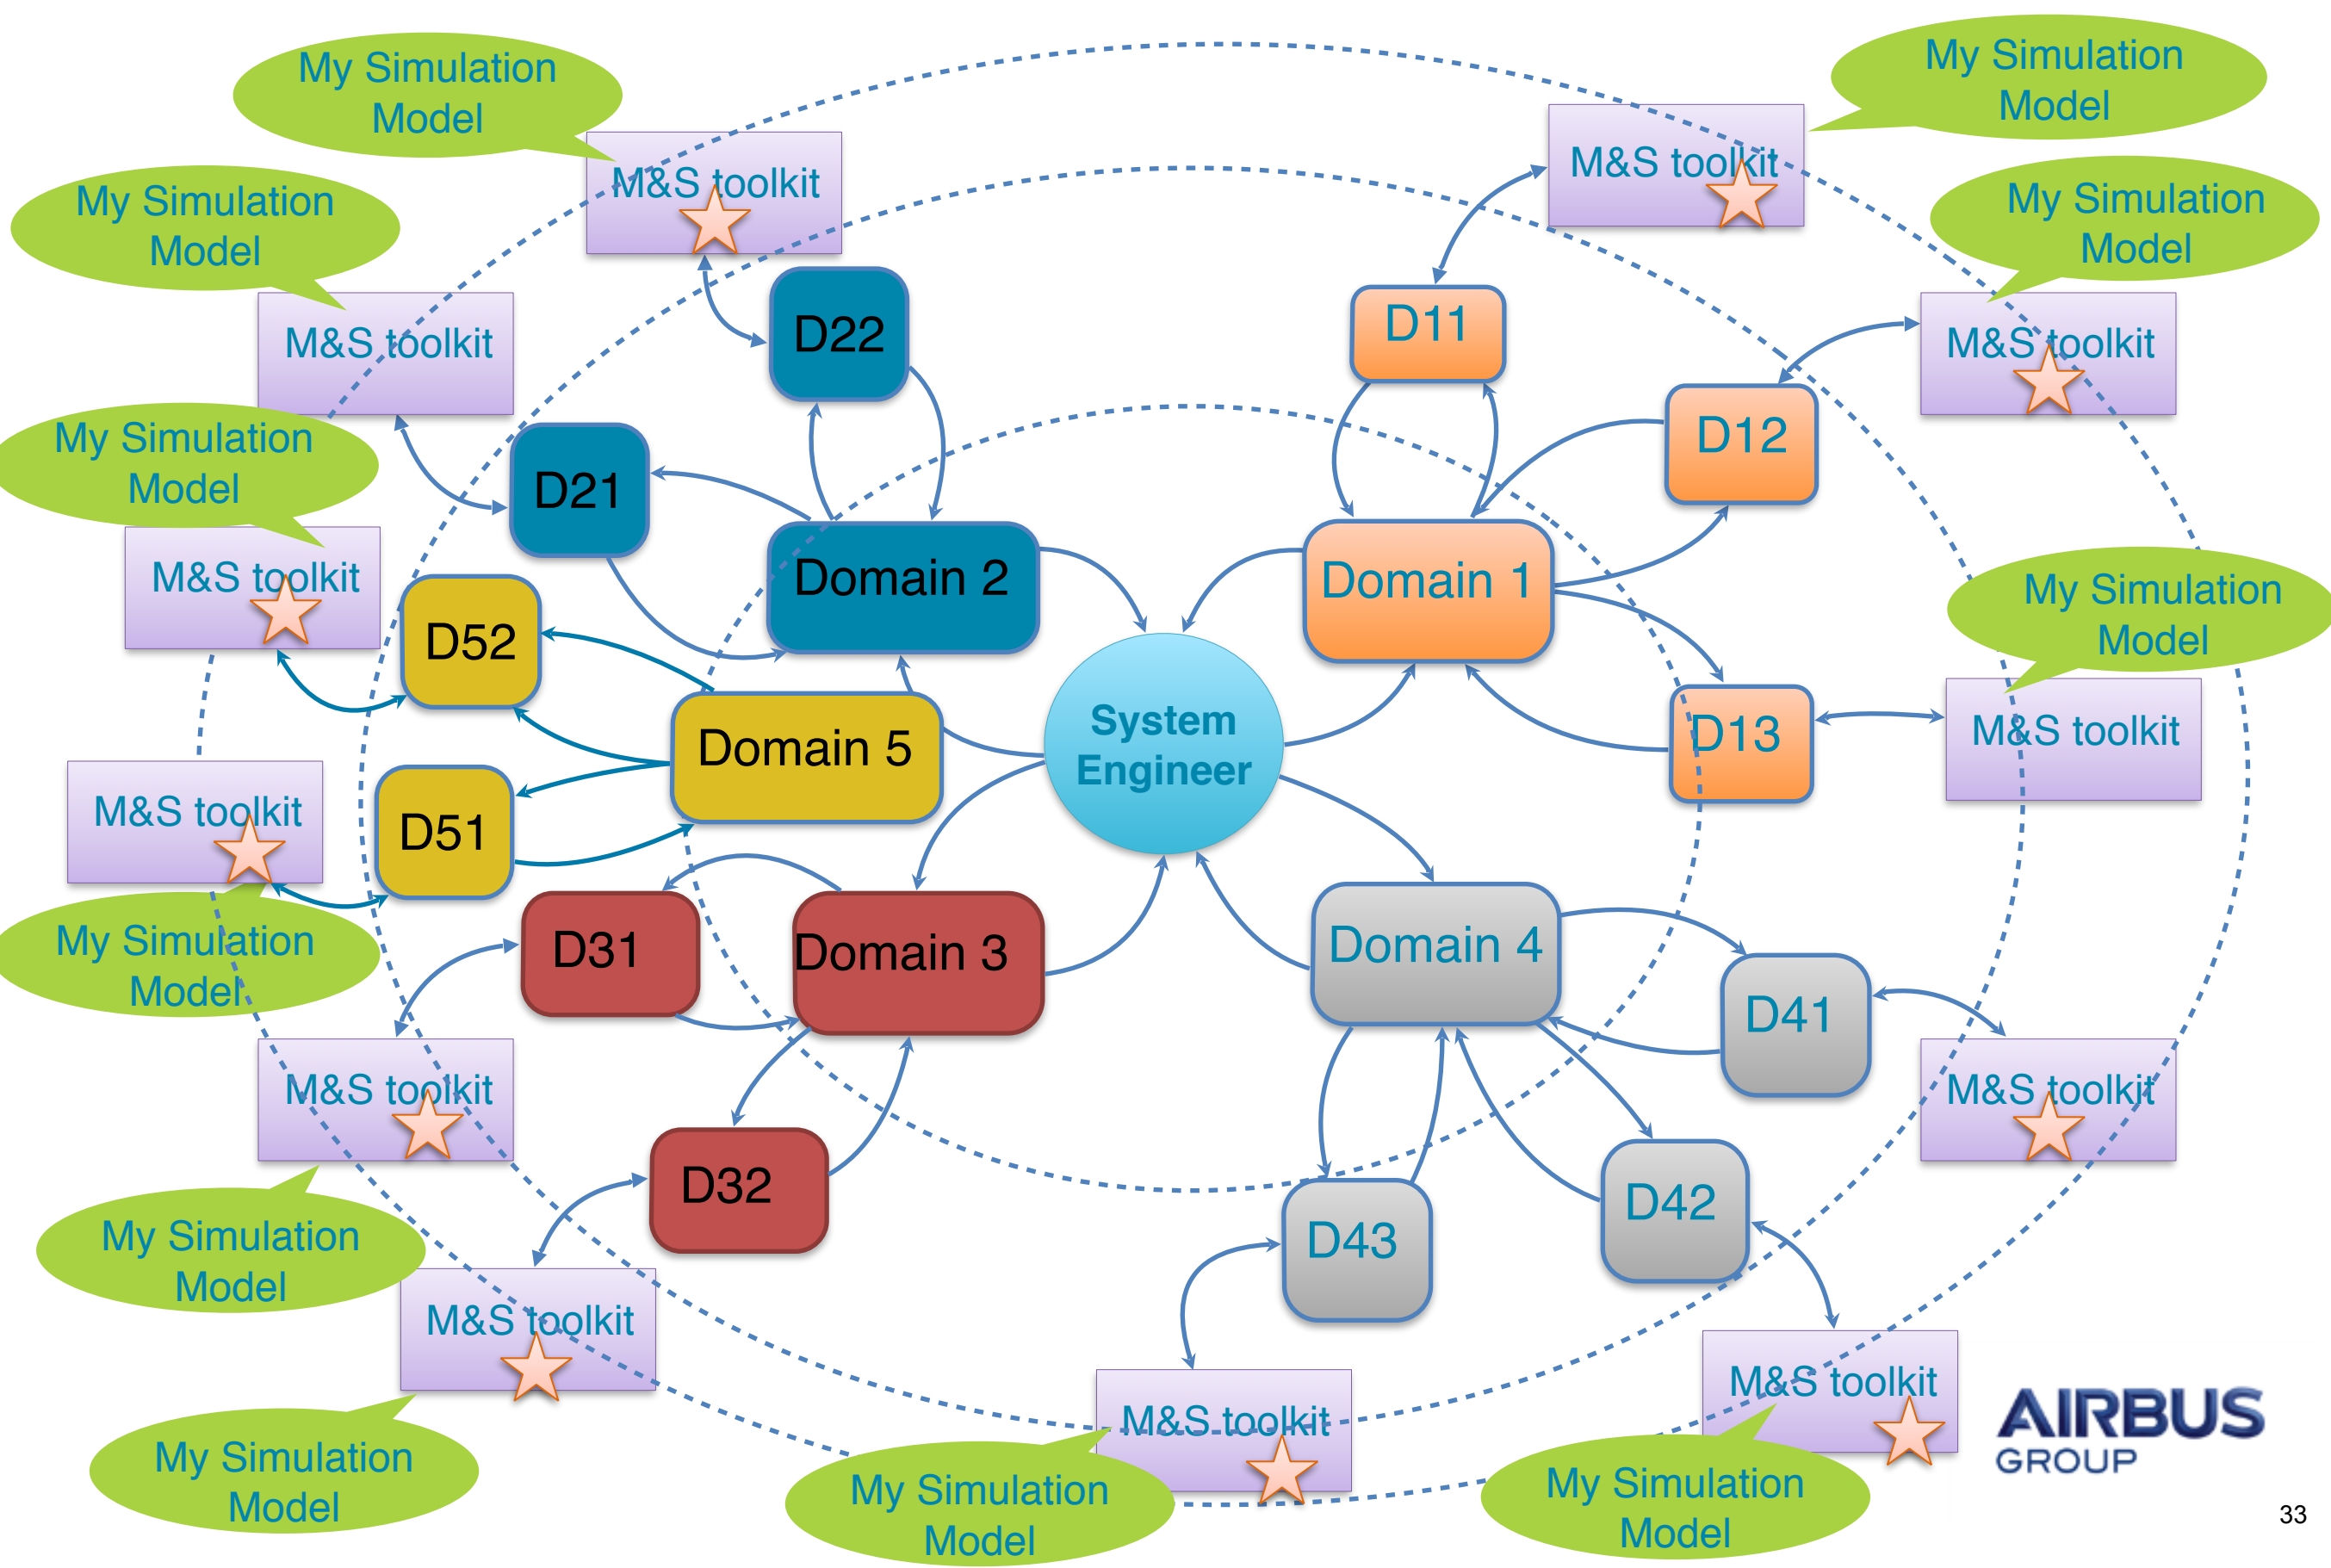 My Simulation
Model
My Simulation
Model
M&S toolkit
M&S toolkit
My Simulation
Model
My Simulation
Model
M&S toolkit
D22
D11
M&S toolkit
M&S toolkit
My Simulation
Model
D21
D12
M&S toolkit
D52
Domain 2
Domain 1
My Simulation
Model
System
Engineer
Domain 5
D13
M&S toolkit
M&S toolkit
D51
My Simulation
Model
D31
Domain 3
Domain 4
D41
M&S toolkit
M&S toolkit
D32
D42
D43
My Simulation
Model
M&S toolkit
M&S toolkit
M&S toolkit
My Simulation
Model
My Simulation
Model
My Simulation
Model
AIRBUS
GROUP
33